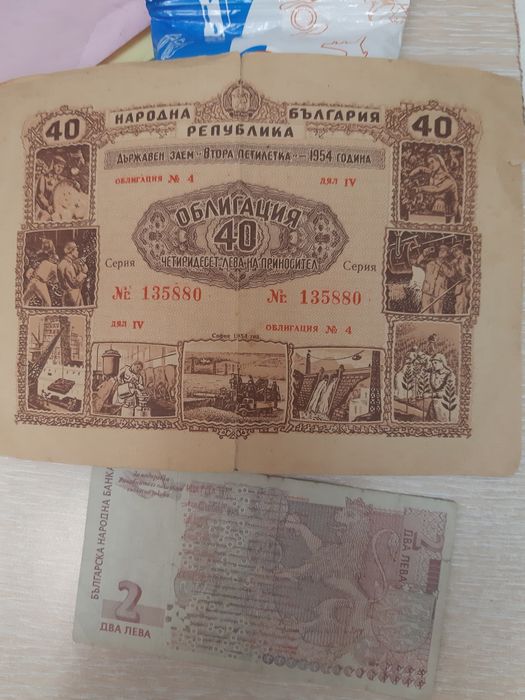 40
НАРОДНА
БЪЛГАРИЯ
40
РЕПУБЛИКА
ДЪРЖАВЕН ЗАЕМ „ВТОРА ПЕТИЛЕТКА" – 1954 ГОДИНА
ОБЛИГАЦИЯ № 4
ДЯЛ IV
ОБЛИГАЦИЯ
40
ЧЕТИРИДЕСЕТ ЛЕВА НА ПРИНОСИТЕЛ
Серия
Серия
№ 135880
№ 135880
ДЯЛ IV
ОБЛИГАЦИЯ № 4
София 1954 год
БЪЛГАРСКА НАРОДНА БАНКА
2
ДВА ЛЕВА
2
ДВА ЛЕВА